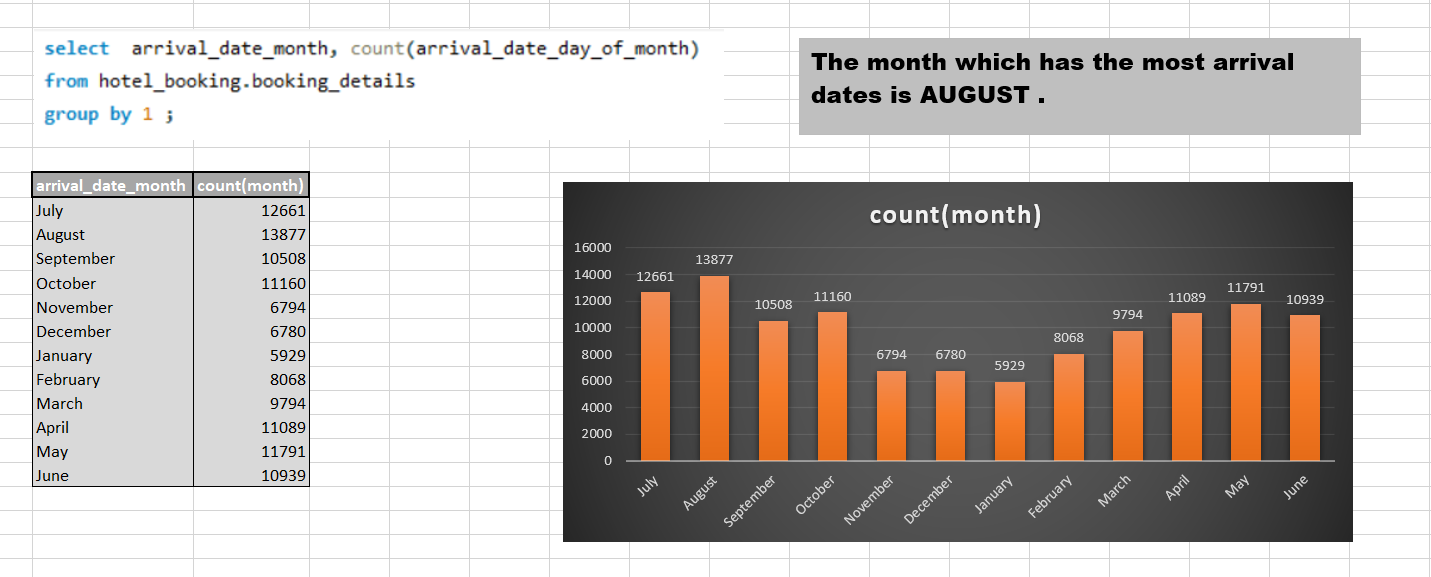 select arrival_date_month, count(arrival_date_day_of_month)
from hotel_booking.booking_details
group by 1 ;
The month which has the most arrival
dates is AUGUST .
arrival_date_month count(month)
July 12661
August 13877
September 10508
October 11160
November 6794
December 6780
January 5929
February 8068
March 9794
April 11089
May 11791
June 10939
count(month)
16000
14000
12000
10000
8000
6000
4000
2000
0
12661 13877 10508 11160 6794 6780 5929 8068 9794 11089 11791 10939
July August September October November December January February March April May June